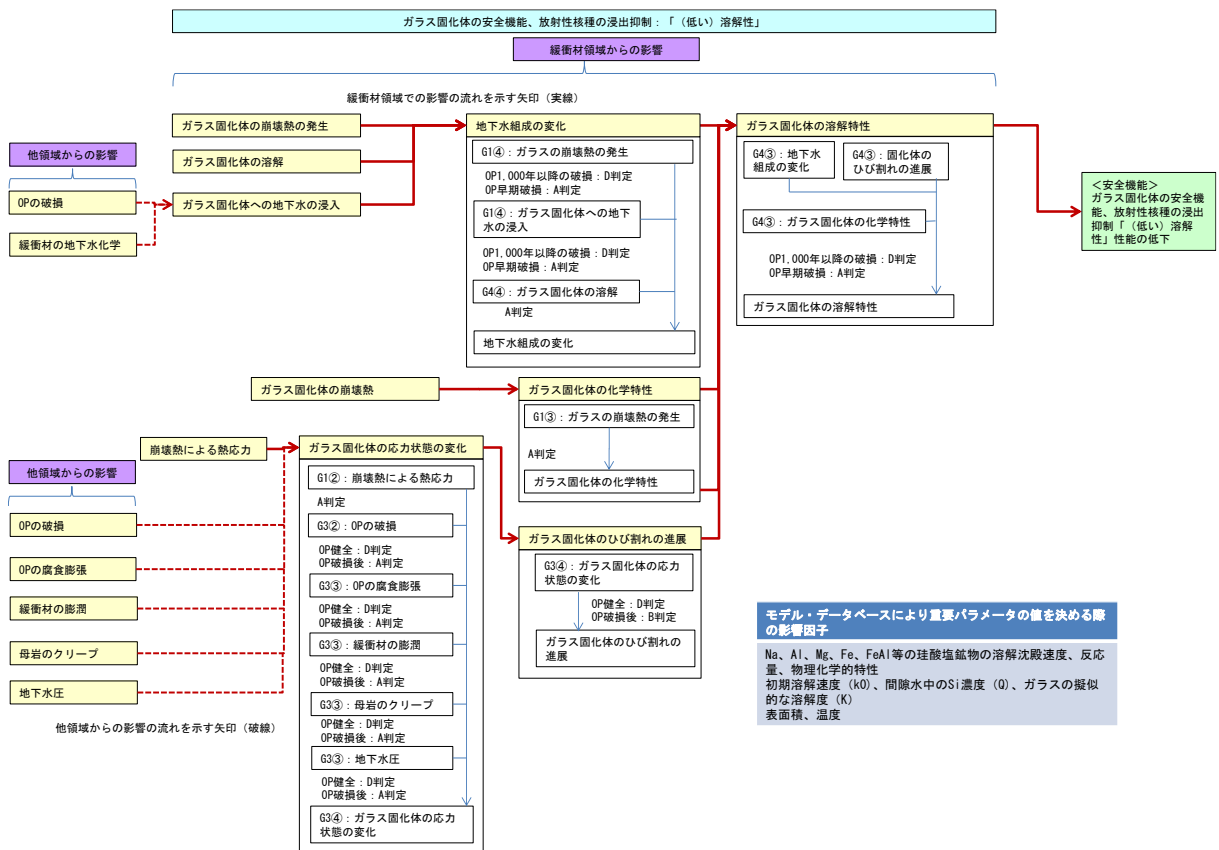 ガラス固化体の安全機能、放射性核種の浸出抑制：「（低い）溶解性」
緩衝材領域からの影響
緩衝材領域での影響の流れを示す矢印（実線）
ガラス固化体の崩壊熱の発生
ガラス固化体の溶解
ガラス固化体への地下水の浸入
他領域からの影響
OPの破損
緩衝材の地下水化学
地下水組成の変化
G1④：ガラスの崩壊熱の発生
OP1,000年以降の破損：D判定
OP早期破損：A判定
G1④：ガラス固化体への地下
水の浸入
OP1,000年以降の破損：D判定
OP早期破損：A判定
G4④：ガラス固化体の溶解
A判定
地下水組成の変化
ガラス固化体の溶解特性
G4③：地下水
組成の変化
G4③：固化体の
ひび割れの進展
G4③：ガラス固化体の化学特性
OP1,000年以降の破損：D判定
OP早期破損：A判定
ガラス固化体の溶解特性
＜安全機能＞
ガラス固化体の安全機
能、放射性核種の浸出
抑制「（低い）溶解
性」性能の低下
ガラス固化体の崩壊熱
ガラス固化体の化学特性
G1③：ガラスの崩壊熱の発生
A判定
ガラス固化体の化学特性
崩壊熱による熱応力
他領域からの影響
OPの破損
OPの腐食膨張
緩衝材の膨潤
母岩のクリープ
地下水圧
他領域からの影響の流れを示す矢印（破線）
ガラス固化体の応力状態の変化
G1②：崩壊熱による熱応力
A判定
G3②：OPの破損
OP健全：D判定
OP破損後：A判定
G3③：OPの腐食膨張
OP健全：D判定
OP破損後：A判定
G3③：緩衝材の膨潤
OP健全：D判定
OP破損後：A判定
G3③：母岩のクリープ
OP健全：D判定
OP破損後：A判定
G3③：地下水圧
OP健全：D判定
OP破損後：A判定
G3④：ガラス固化体の応力
状態の変化
ガラス固化体のひび割れの進展
G3④：ガラス固化体の応力
状態の変化
OP健全：D判定
OP破損後：B判定
ガラス固化体のひび割れの
進展
モデル・データベースにより重要パラメータの値を決める際
の影響因子
Na、Al、Mg、Fe、FeAl等の珪酸塩鉱物の溶解沈殿速度、反応
量、物理化学的特性
初期溶解速度（k0）、間隙水中のSi濃度（Q）、ガラスの擬似
的な溶解度（K）
表面積、温度